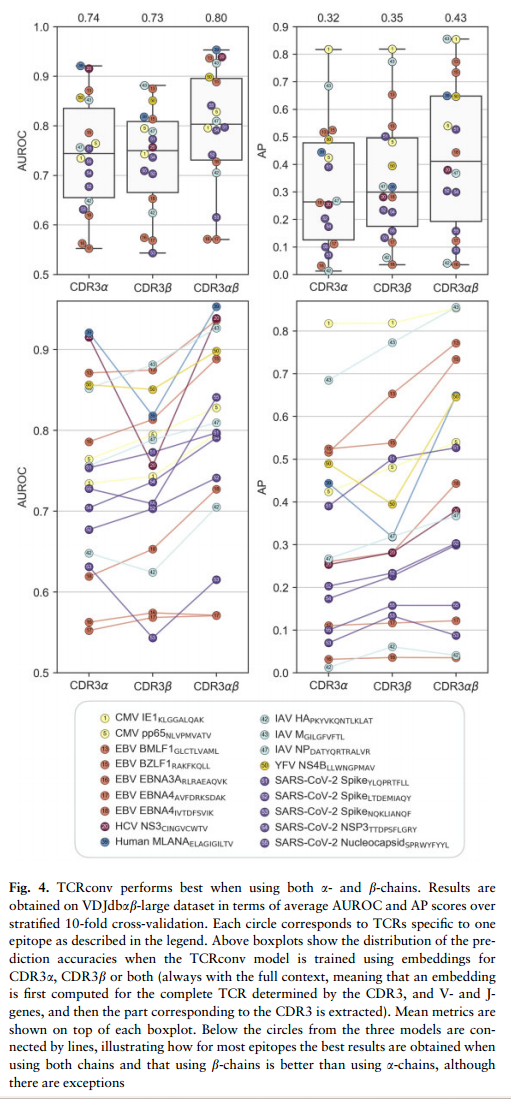 0.74 0.73 0.80
0.32 0.35 0.43
1.0
0.9
0.8
0.7
0.6
0.5
AUROC
CDR3α CDR3β CDR3αβ
0.9
0.8
0.7
0.6
0.5
0.4
0.3
0.2
0.1
0.0
AP
CDR3α CDR3β CDR3αβ
0.9
0.8
0.7
0.6
0.5
AUROC
CDR3α CDR3β CDR3αβ
0.8
0.7
0.6
0.5
0.4
0.3
0.2
0.1
0.0
AP
CDR3α CDR3β CDR3αβ
CMV IE1KLGGALQAK
CMV pp65NLVPMVATV
EBV BMLF1GLCTLVAML
EBV BZLF1RAKFKQLL
EBV EBNA3ARLRAEAQVK
EBV EBNA4AVFDRKSDAK
EBV EBNA4IVTDFSVIK
HCV NS3CINGVCWTV
Human MLANAELAGIGILTV
IAV HAPKYVKQNTLKLAT
IAV MGILGFVFTL
IAV NPDATYQRTRALVR
YFV NS4BLLWNGPMAV
SARS-CoV-2 SpikeYLQPRTFLL
SARS-CoV-2 SpikeLTDEMIAQY
SARS-CoV-2 SpikeNQKLIANQF
SARS-CoV-2 NSP3TTDPSFLGRY
SARS-CoV-2 NucleocapsidSPRWYFYYL
Fig. 4. TCRconv performs best when using both α- and β-chains. Results are
obtained on VDJdbαβ-large dataset in terms of average AUROC and AP scores over
stratified 10-fold cross-validation. Each circle corresponds to TCRs specific to one
epitope as described in the legend. Above boxplots show the distribution of the pre-
diction accuracies when the TCRconv model is trained using embeddings for
CDR3α, CDR3β or both (always with the full context, meaning that an embedding
is first computed for the complete TCR determined by the CDR3, and V- and J-
genes, and then the part corresponding to the CDR3 is extracted). Mean metrics are
shown on top of each boxplot. Below the circles from the three models are con-
nected by lines, illustrating how for most epitopes the best results are obtained when
using both chains and that using β-chains is better than using α-chains, although
there are exceptions